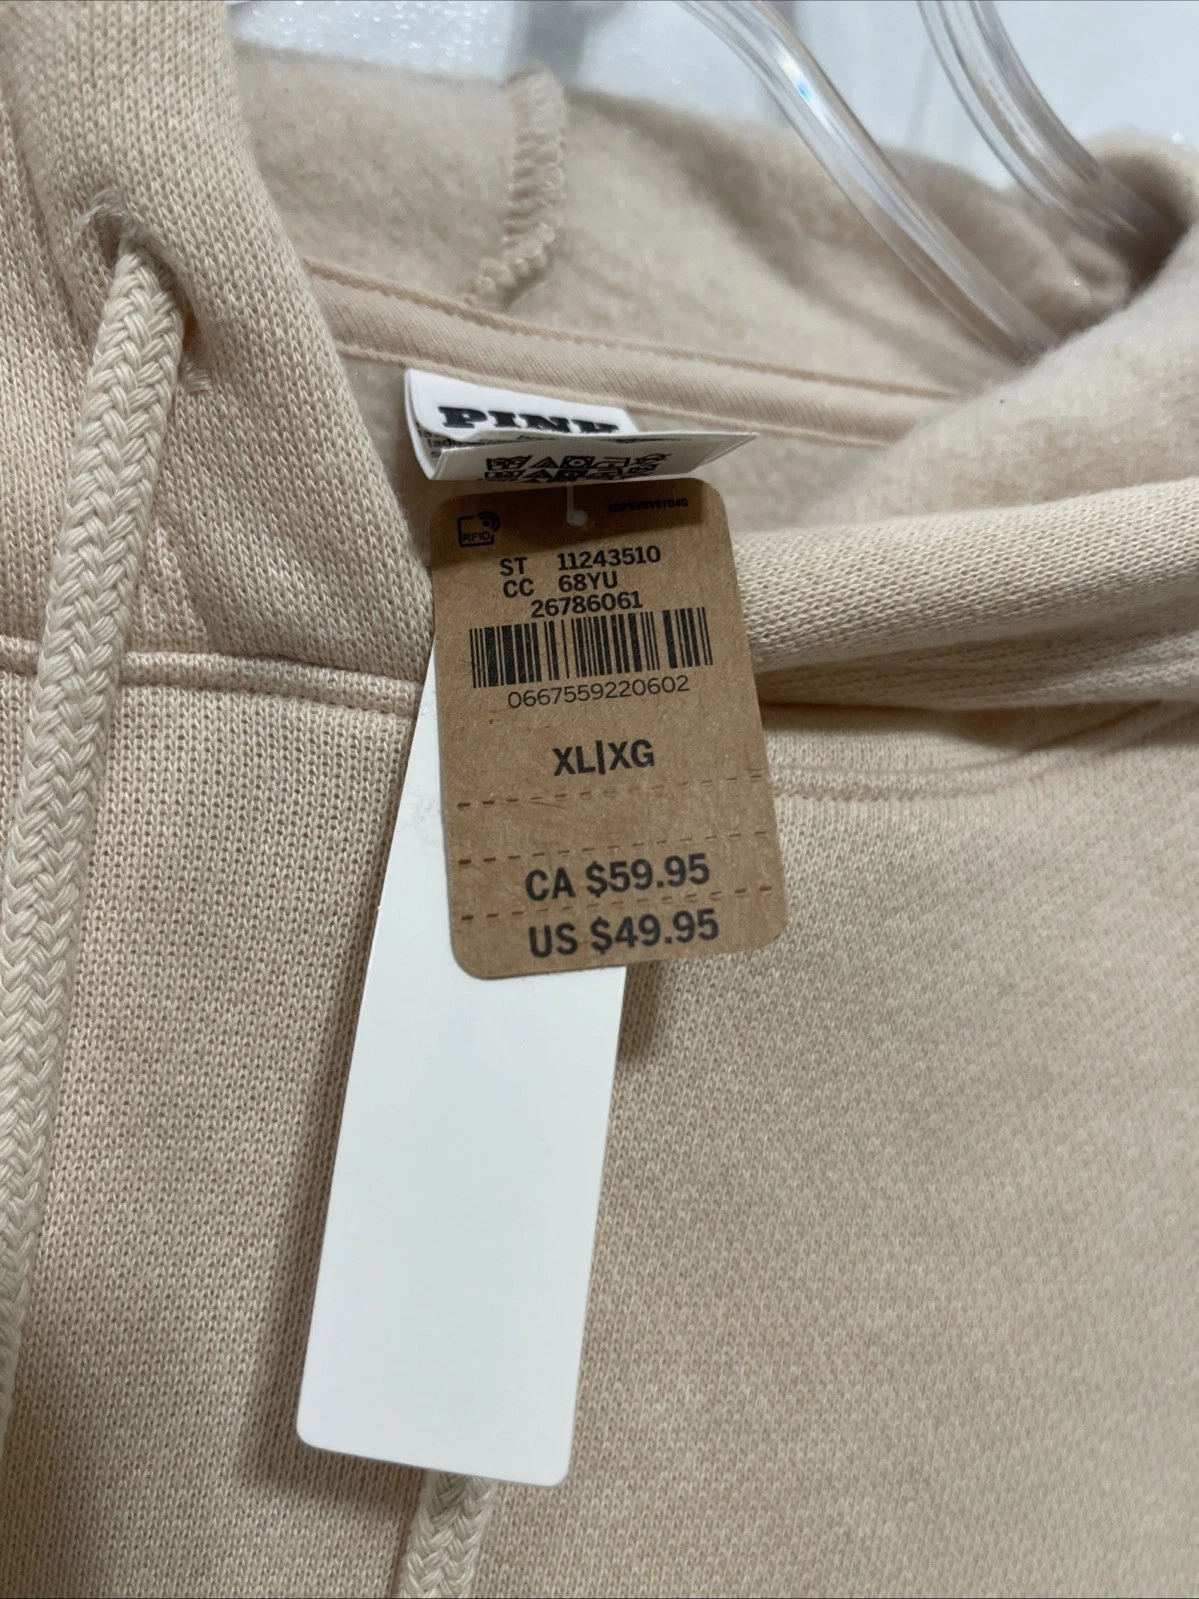 PINK
RFID
ST 11243510
CC 68YU
26786061
0667559220602
XL|XG
CA $59.95
US $49.95